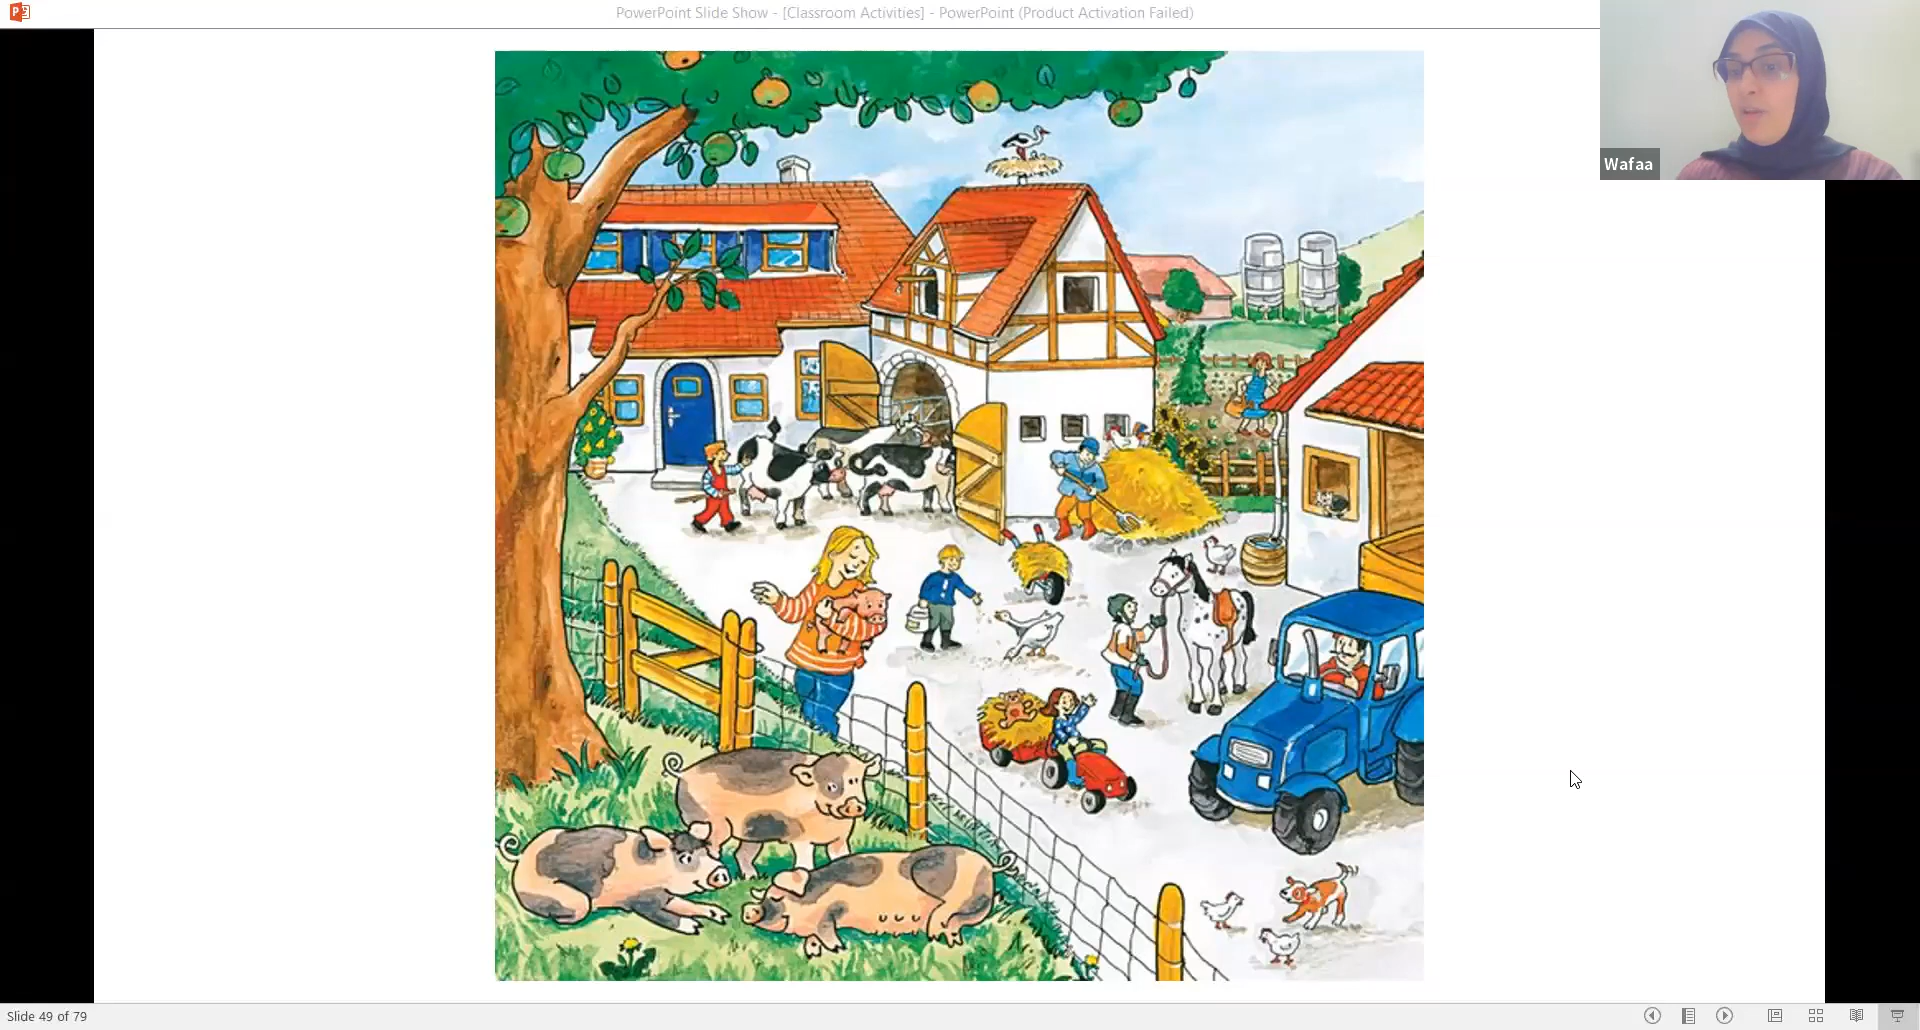 PowerPoint Slide Show - [Classroom Activities] - PowerPoint (Product Activation Failed)
Wafaa
Slide 49 of 79